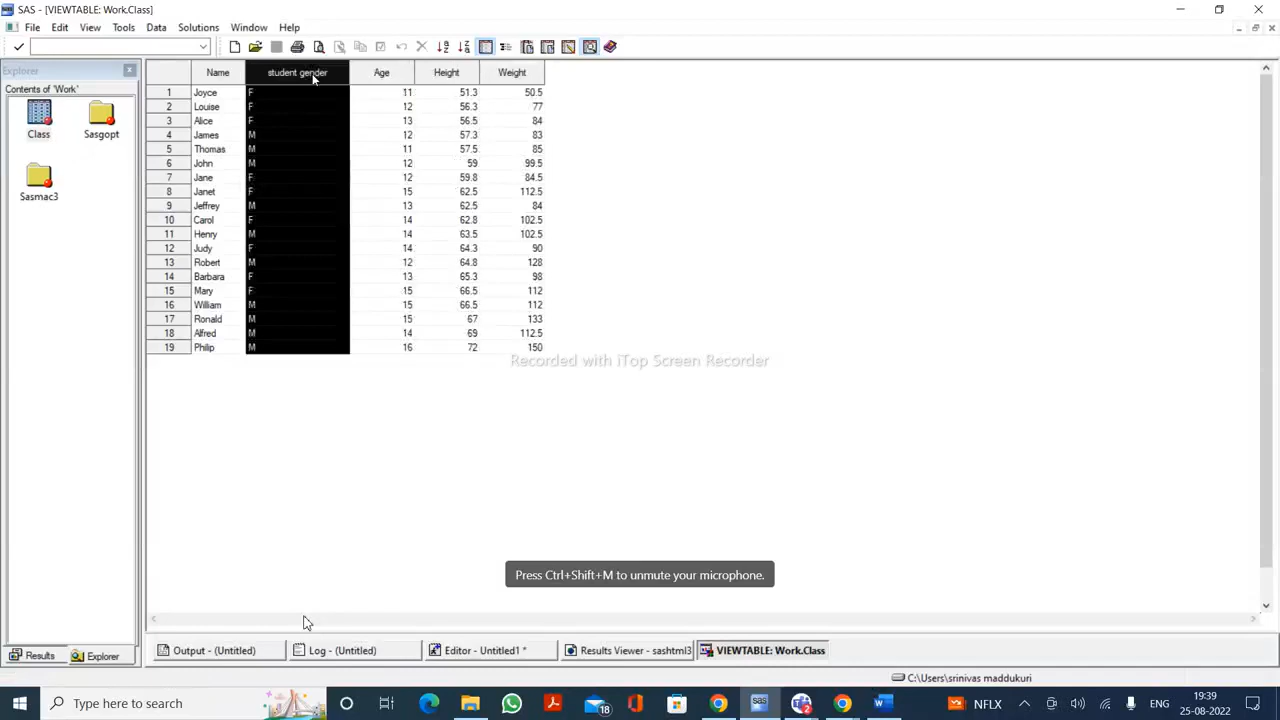 SAS - [VIEWTABLE: Work.Class]
File Edit View Tools Data Solutions Window Help
Explorer
Contents of 'Work'
Class Sasgopt
Sasmac3
Name student gender Age Height Weight
1 Joyce F 11 51.3 50.5
2 Louise F 12 56.3 77
3 Alice F 13 56.5 84
4 James M 12 57.3 83
5 Thomas M 11 57.5 85
6 John M 12 59 99.5
7 Jane F 12 59.8 84.5
8 Janet F 15 62.5 112.5
9 Jeffrey M 13 62.5 84
10 Carol F 14 62.8 102.5
11 Henry M 14 63.5 102.5
12 Judy F 14 64.3 90
13 Robert M 12 64.8 128
14 Barbara F 13 65.3 98
15 Mary F 15 66.5 112
16 William M 15 66.5 112
17 Ronald M 15 67 133
18 Alfred M 14 69 112.5
19 Philip M 16 72 150
Recorded with iTop Screen Recorder
Press Ctrl+Shift+M to unmute your microphone.
Results Explorer
Output - (Untitled) Log - (Untitled) Editor - Untitled1 * Results Viewer - sashtml3 VIEWTABLE: Work.Class
C:\Users\srinivas maddukuri
Type here to search 18 SAS 2 NFLX ENG 19:39
25-08-2022